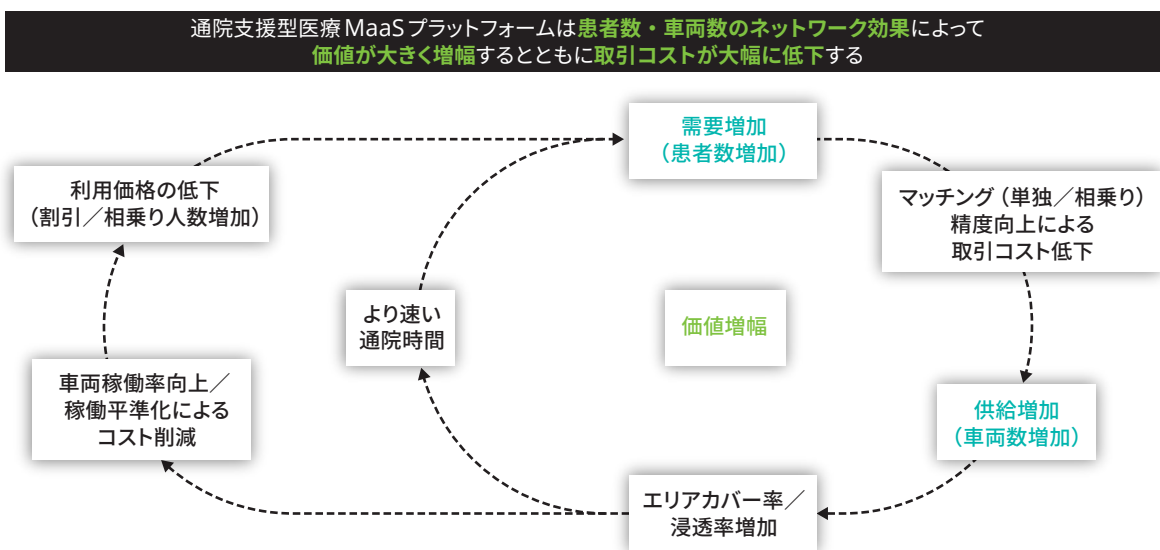 通院支援型医療MaaSプラットフォームは患者数・車両数のネットワーク効果によって
価値が大きく増幅するとともに取引コストが大幅に低下する
需要増加
(患者数増加)
利用価格の低下
(割引/相乗り人数増加)
マッチング(単独/相乗り)
精度向上による
取引コスト低下
より速い
通院時間
価値増幅
車両稼働率向上/
稼働平準化による
コスト削減
供給増加
(車両数増加)
エリアカバー率/
浸透率増加